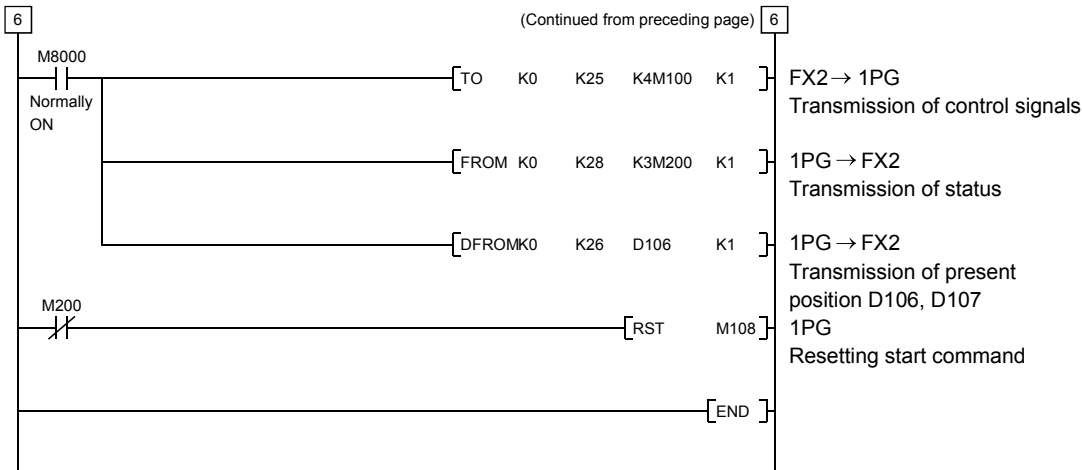 6
(Continued from preceding page)
6
M8000
Normally
ON
TO K0 K25 K4M100 K1
FX2→ 1PG
Transmission of control signals
FROM K0 K28 K3M200 K1
1PG → FX2
Transmission of status
DFROMK0 K26 D106 K1
1PG → FX2
Transmission of present
position D106, D107
M200
RST M108
1PG
Resetting start command
END